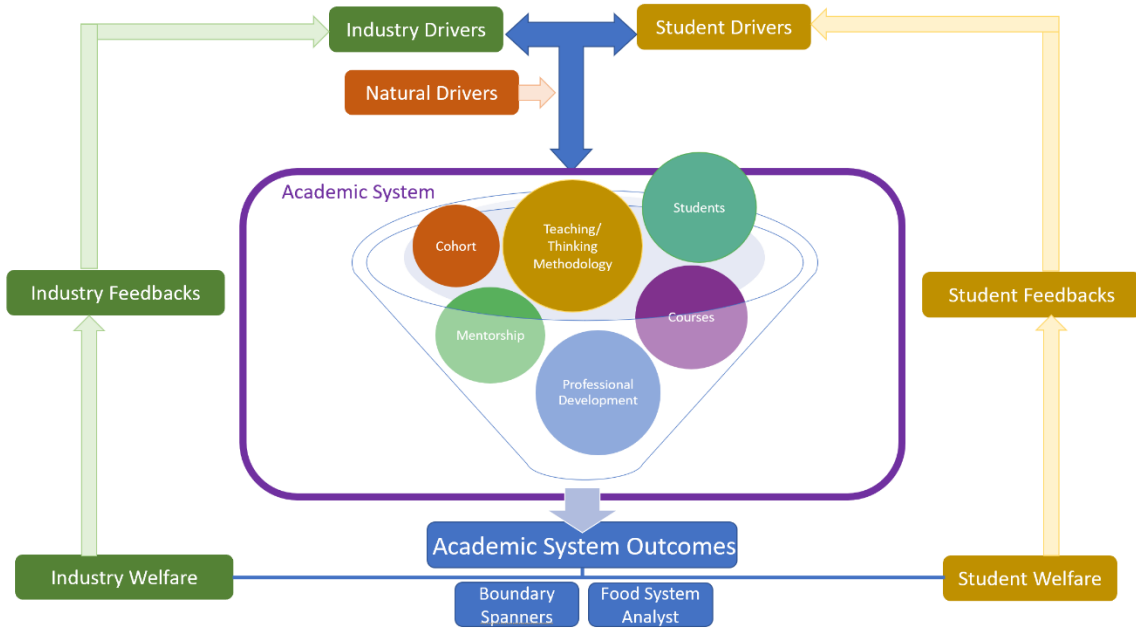 Industry Drivers
Student Drivers
Natural Drivers
Academic System
Students
Teaching/
Thinking
Methodology
Cohort
Industry Feedbacks
Student Feedbacks
Mentorship
Courses
Professional
Development
Academic System Outcomes
Industry Welfare
Student Welfare
Boundary
Spanners
Food System
Analyst